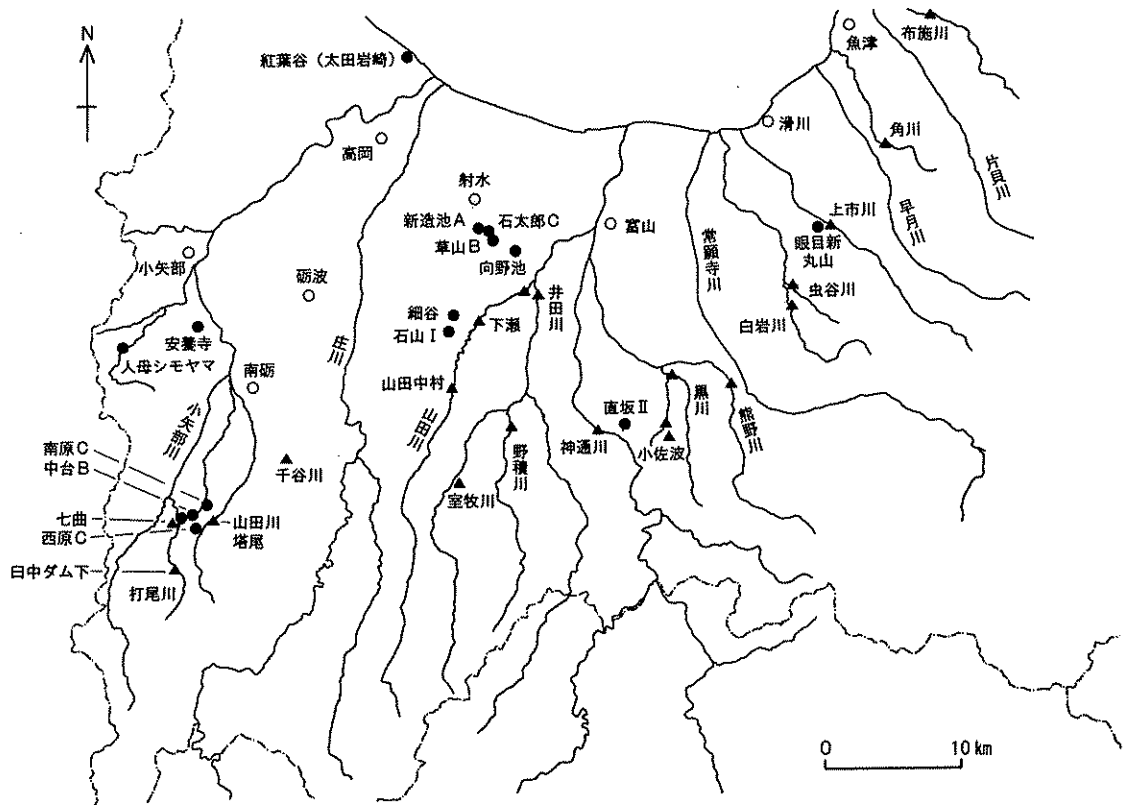 N
紅葉谷（太田岩崎）
魚津
布施川
高岡
滑川
角川
片貝川
早月川
射水
新造池A
石太郎C
草山B
向野池
富山
常願寺川
上市川
眼目新
丸山
虫谷川
白岩川
小矢部
砺波
庄川
細谷
石山Ⅰ
下瀬
井田川
安養寺
人母シモヤマ
南砺
小矢部川
山田中村
山田川
直坂Ⅱ
黒川
熊野川
南原C
中台B
千谷川
野積川
神通川
小佐波
室牧川
七曲
西原C
山田川
塔尾
臼中ダム下
打尾川
0
10km